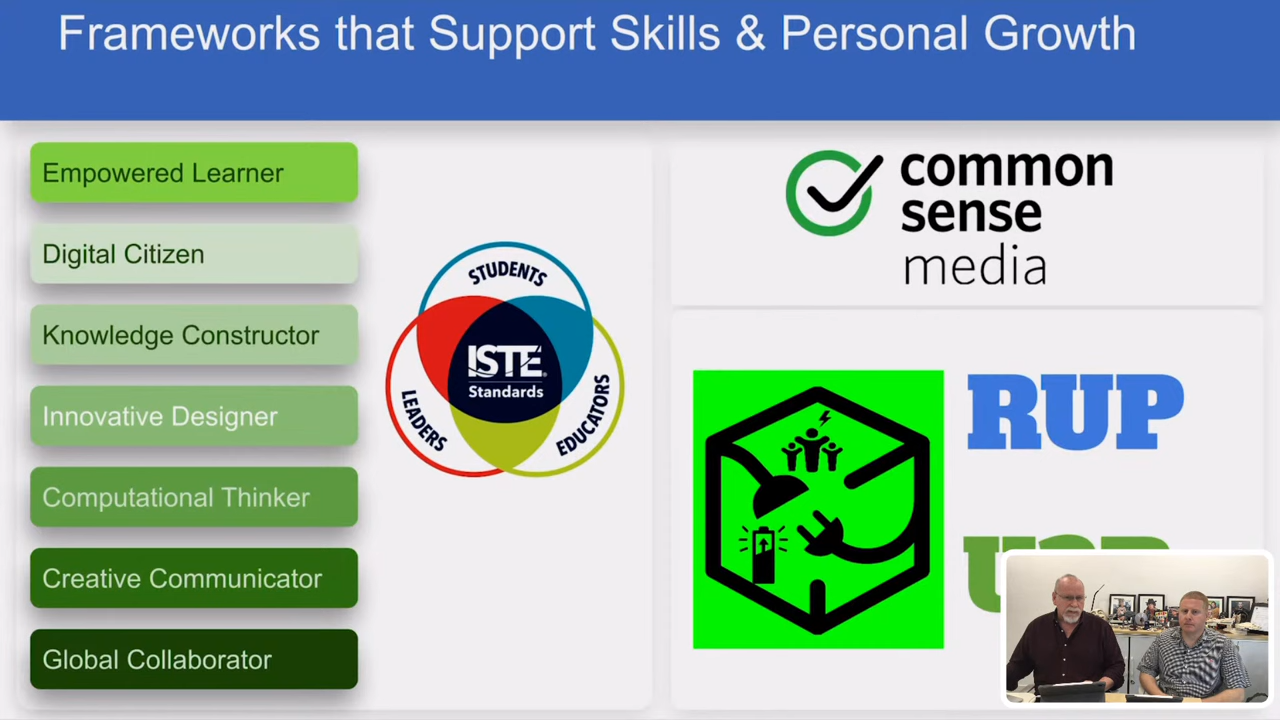 Frameworks that Support Skills & Personal Growth
Empowered Learner
Digital Citizen
Knowledge Constructor
Innovative Designer
Computational Thinker
Creative Communicator
Global Collaborator
STUDENTS
ISTE
Standards
LEADERS
EDUCATORS
common
sense
media
RUP